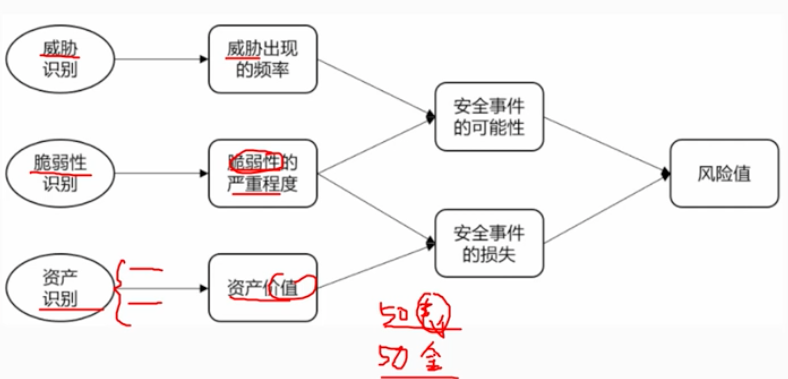 威胁
识别
威胁出现
的频率
安全事件
的可能性
脆弱性
识别
脆弱性的
严重程度
风险值
安全事件
的损失
资产
识别
资产价值
50
50 金